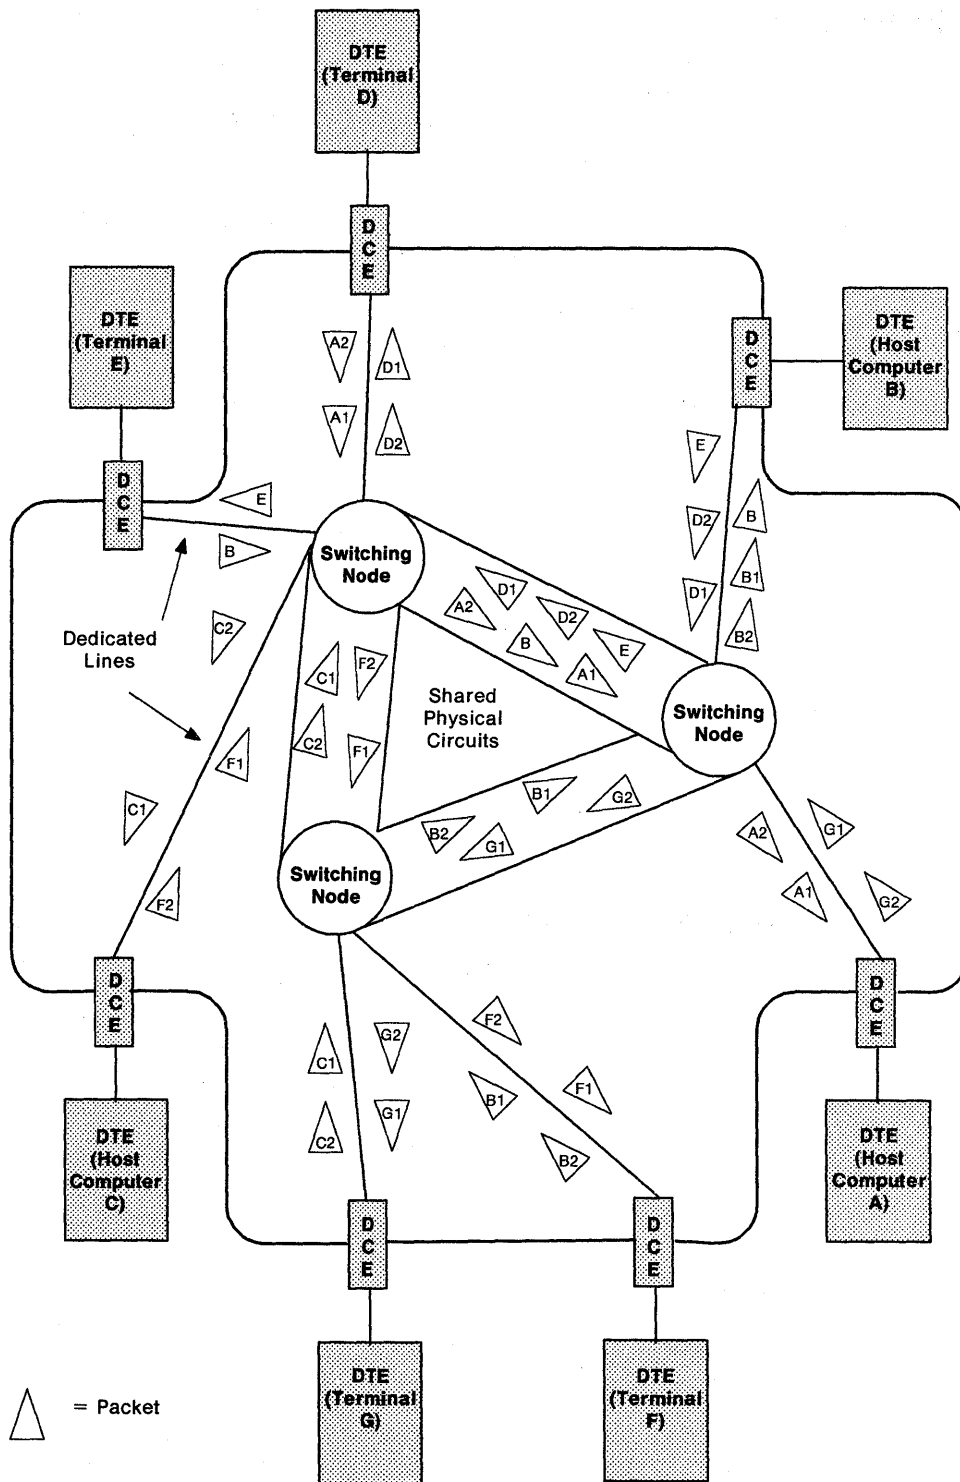 DTE
(Terminal
D)
D
C
E
DTE
(Terminal
E)
DTE
(Host
Computer
B)
D
C
E
A2
D1
A1
D2
D
C
E
E
B
E
D2
B
D1
B1
B2
Switching
Node
D1
A2
D2
B
E
A1
Dedicated
Lines
C2
C1
F2
C2
F1
Shared
Physical
Circuits
Switching
Node
F1
C1
F2
B1
G2
B2
G1
Switching
Node
A2
G1
A1
G2
D
C
E
D
C
E
C1
G2
C2
G1
F2
B1
F1
B2
DTE
(Host
Computer
C)
DTE
(Host
Computer
A)
D
C
E
D
C
E
DTE
(Terminal
G)
DTE
(Terminal
F)
= Packet